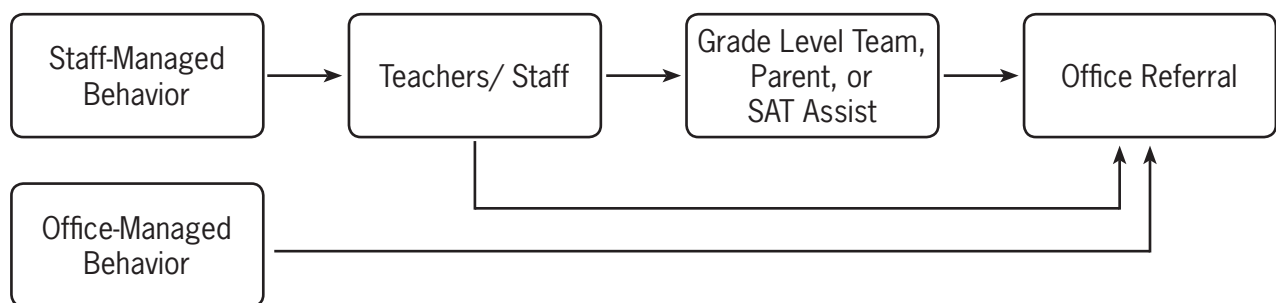 Staff-Managed
Behavior
Teachers/ Staff
Grade Level Team,
Parent, or
SAT Assist
Office Referral
Office-Managed
Behavior